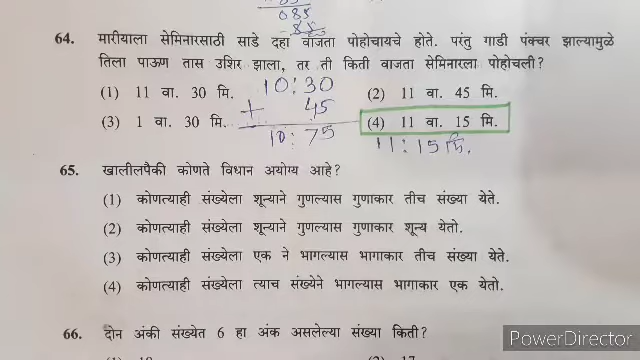 085
64. मारीयाला सेमिनारसाठी साडे दहा वाजता पोहोचायचे होते. परंतु गाडी पंक्चर झाल्यामुळे
तिला पाऊण तास उशिर झाला, तर ती किती वाजता सेमिनारला पोहोचली?
(1) 11 वा. 30 मि. 10:30 (2) 11 वा. 45 मि.
+ 45
(3) 1 वा. 30 मि. (4) 11 वा. 15 मि.
10:75 11:15 मि.
65. खालीलपैकी कोणते विधान अयोग्य आहे?
(1) कोणत्याही संख्येला शून्याने गुणल्यास गुणाकार तीच संख्या येते.
(2) कोणत्याही संख्येला शून्याने गुणल्यास गुणाकार शून्य येतो.
(3) कोणत्याही संख्येला एक ने भागल्यास भागाकार तीच संख्या येते.
(4) कोणत्याही संख्येला त्याच संख्येने भागल्यास भागाकार एक येतो.
66. दोन अंकी संख्येत 6 हा अंक असलेल्या संख्या किती?
PowerDirector